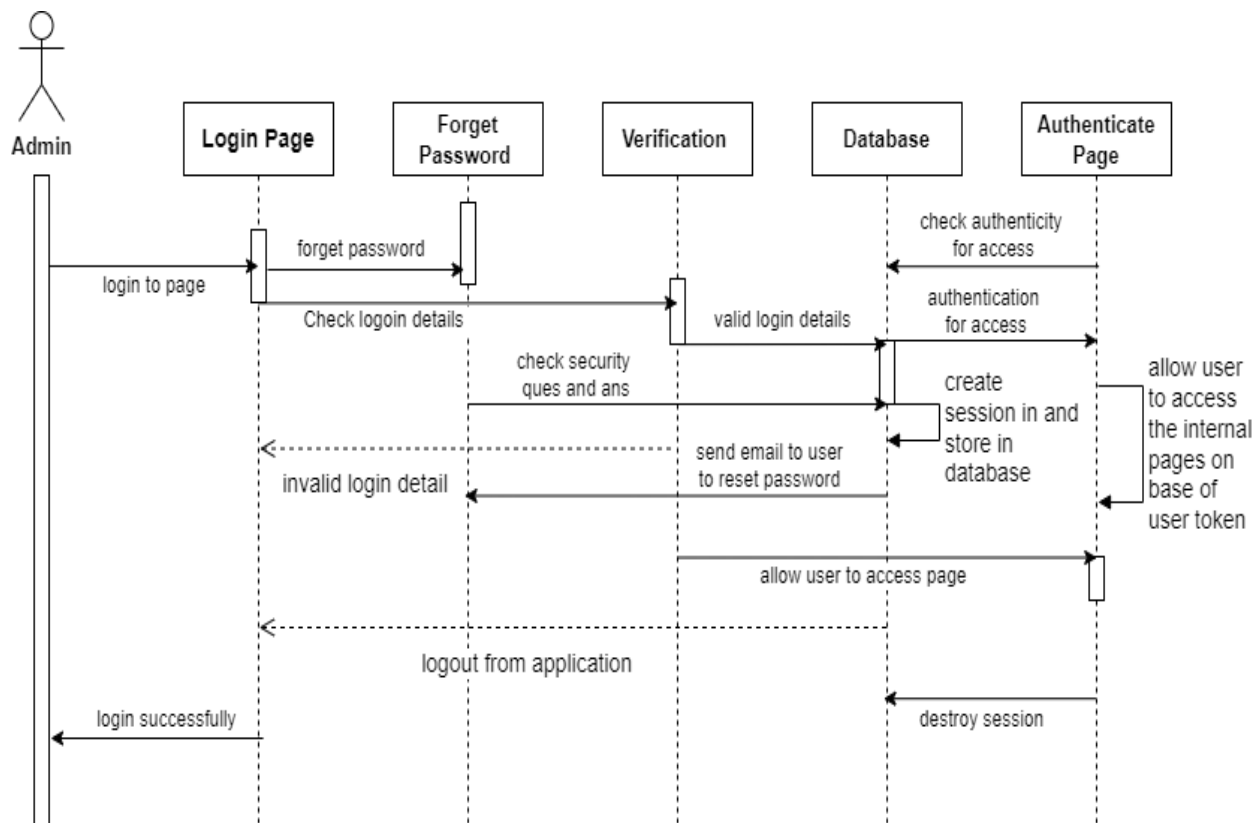 Admin
Login Page
Forget
Password
Verification
Database
Authenticate
Page
check authenticity
for access
forget password
login to page
Check logoin details
valid login details
authentication
for access
check security
ques and ans
create
session in and
store in
database
allow user
to access
the internal
pages on
base of
user token
invalid login detail
send email to user
to reset password
allow user to access page
logout from application
login successfully
destroy session